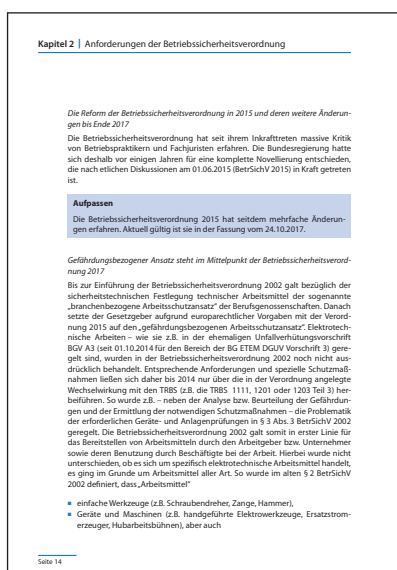 Kapitel 2 | Anforderungen der Betriebssicherheitsverordnung
Die Reform der Betriebssicherheitsverordnung in 2015 und deren weitere Änderun-
gen bis Ende 2017
Die Betriebssicherheitsverordnung hat seit ihrem Inkrafttreten massive Kritik
von Betriebspraktikern und Fachjuristen erfahren. Die Bundesregierung hatte
sich deshalb vor einigen Jahren für eine komplette Novellierung entschieden,
die nach etlichen Diskussionen am 01.06.2015 (BetrSichV 2015) in Kraft getreten
ist.
Aufpassen
Die Betriebssicherheitsverordnung 2015 hat seitdem mehrfache Änderun-
gen erfahren. Aktuell gültig ist sie in der Fassung vom 24.10.2017.
Gefährdungsbezogener Ansatz steht im Mittelpunkt der Betriebssicherheitsverord-
nung 2017
Bis zur Einführung der Betriebssicherheitsverordnung 2002 galt bezüglich der
sicherheitstechnischen Festlegung technischer Arbeitsmittel der sogenannte
„branchenbezogene Arbeitsschutzansatz" der Berufsgenossenschaften. Danach
setzte der Gesetzgeber aufgrund europarechtlicher Vorgaben mit der Verord-
nung 2015 auf den „gefährdungsbezogenen Arbeitsschutzansatz". Elektrotech-
nische Arbeiten – wie sie z.B. in der ehemaligen Unfallverhütungsvorschrift
BGV A3 (seit 01.10.2014 für den Bereich der BG ETEM DGUV Vorschrift 3) gere-
gelt sind, wurden in der Betriebssicherheitsverordnung 2002 noch nicht aus-
drücklich behandelt. Entsprechende Anforderungen und spezielle Schutzmaß-
nahmen ließen sich daher bis 2014 nur über die in der Verordnung angelegte
Wechselwirkung mit den TRBS (z.B. die TRBS 1111, 1201 oder 1203 Teil 3) her-
beiführen. So wurde z.B. – neben der Analyse bzw. Beurteilung der Gefährdun-
gen und der Ermittlung der notwendigen Schutzmaßnahmen – die Problematik
der erforderlichen Geräte- und Anlagenprüfungen in § 3 Abs. 3 BetrSichV 2002
geregelt. Die Betriebssicherheitsverordnung 2002 galt somit in erster Linie für
das Bereitstellen von Arbeitsmitteln durch den Arbeitgeber bzw. Unternehmer
sowie deren Benutzung durch Beschäftigte bei der Arbeit. Hierbei wurde nicht
unterschieden, ob es sich um spezifisch elektrotechnische Arbeitsmittel handelt,
es ging im Grunde um Arbeitsmittel aller Art. So wurde im alten § 2 BetrSichV
2002 definiert, dass „Arbeitsmittel"
▪ einfache Werkzeuge (z.B. Schraubendreher, Zange, Hammer),
▪ Geräte und Maschinen (z.B. handgeführte Elektrowerkzeuge, Ersatzstrom-
erzeuger, Hubarbeitsbühnen), aber auch
Seite 14